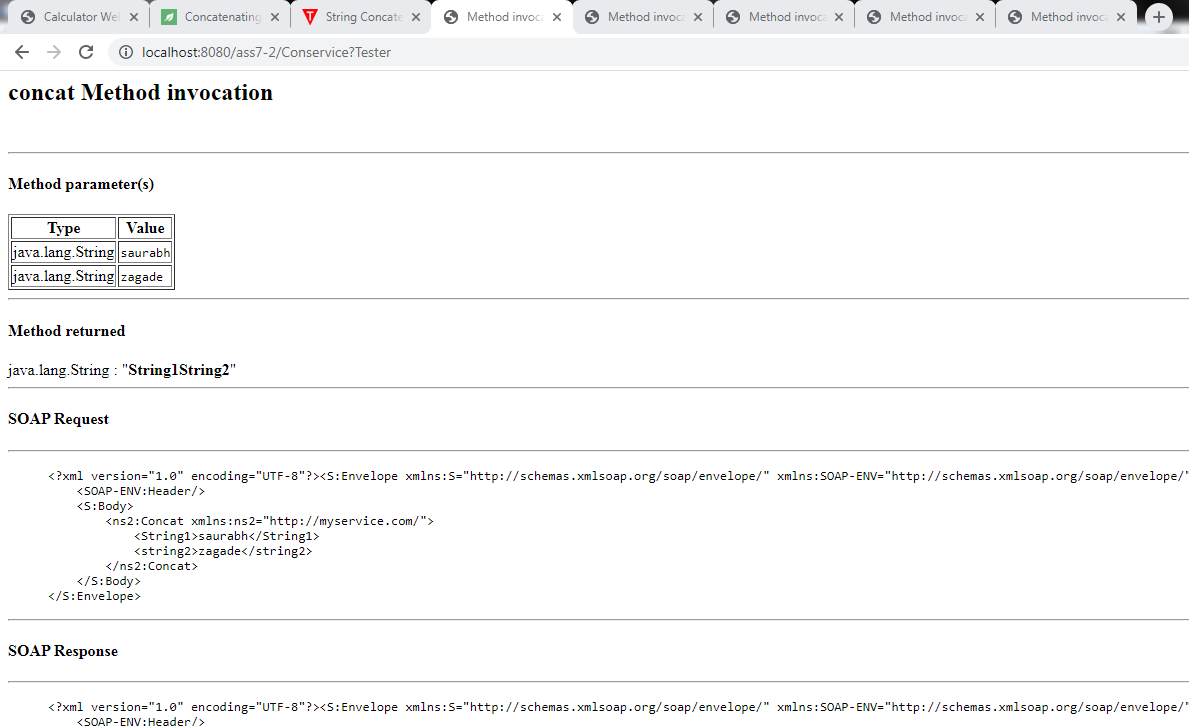 Calculator We
Concatenating
String Concate
Method invoc
Method invoc
Method invoc
Method invoc
Method invoc
localhost:8080/ass7-2/Conservice?Tester
concat Method invocation
Method parameter(s)
Type Value
java.lang.String saurabh
java.lang.String zagade
Method returned
java.lang.String : "String1String2"
SOAP Request
<?xml version="1.0" encoding="UTF-8"?><S:Envelope xmlns:S="http://schemas.xmlsoap.org/soap/envelope/" xmlns:SOAP-ENV="http://schemas.xmlsoap.org/soap/envelope/"
<SOAP-ENV:Header/>
<S:Body>
<ns2:Concat xmlns:ns2="http://myservice.com/">
<String1>saurabh</String1>
<string2>zagade</string2>
</ns2:Concat>
</S:Body>
</S:Envelope>
SOAP Response
<?xml version="1.0" encoding="UTF-8"?><S:Envelope xmlns:S="http://schemas.xmlsoap.org/soap/envelope/" xmlns:SOAP-ENV="http://schemas.xmlsoap.org/soap/envelope/"
<SOAP-ENV:Header/>